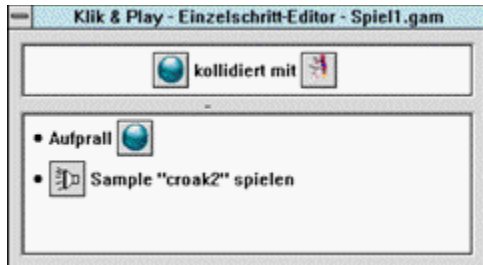 Klik & Play - Einzelschritt-Editor - Spiel1.gam
kollidiert mit
Aufprall
Sample "croak2" spielen